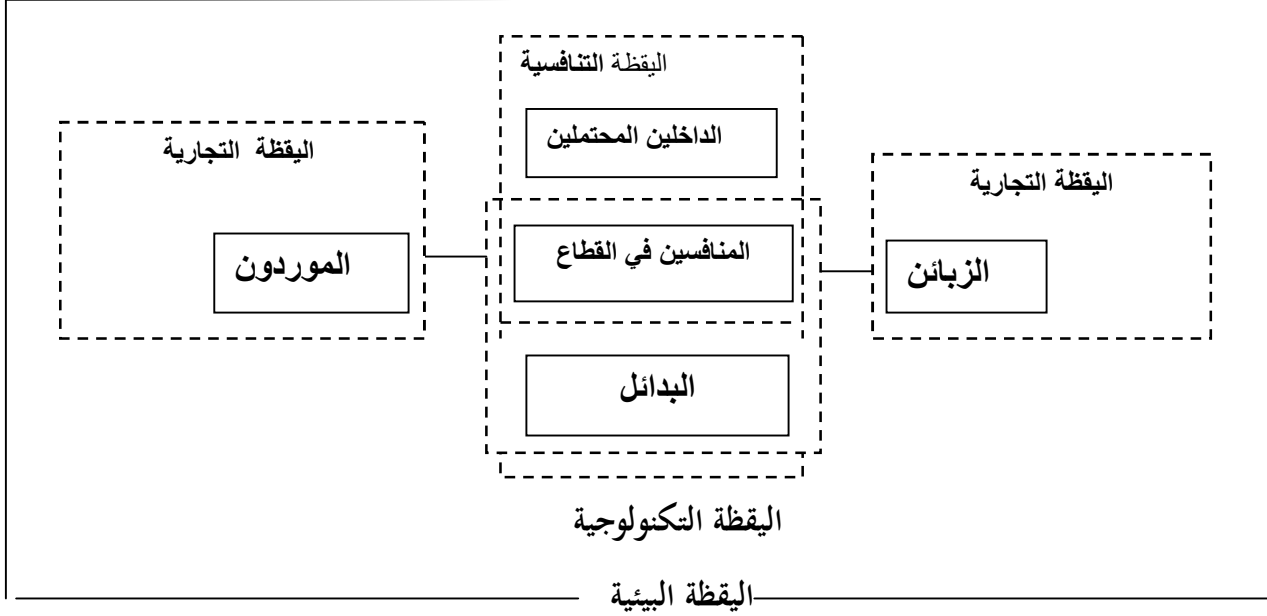 اليقظة التنافسية
الداخلين المحتملين
اليقظة التجارية
اليقظة التجارية
المنافسين في القطاع
الزبائن
الموردون
البدائل
اليقظة التكنولوجية
اليقظة البيئية